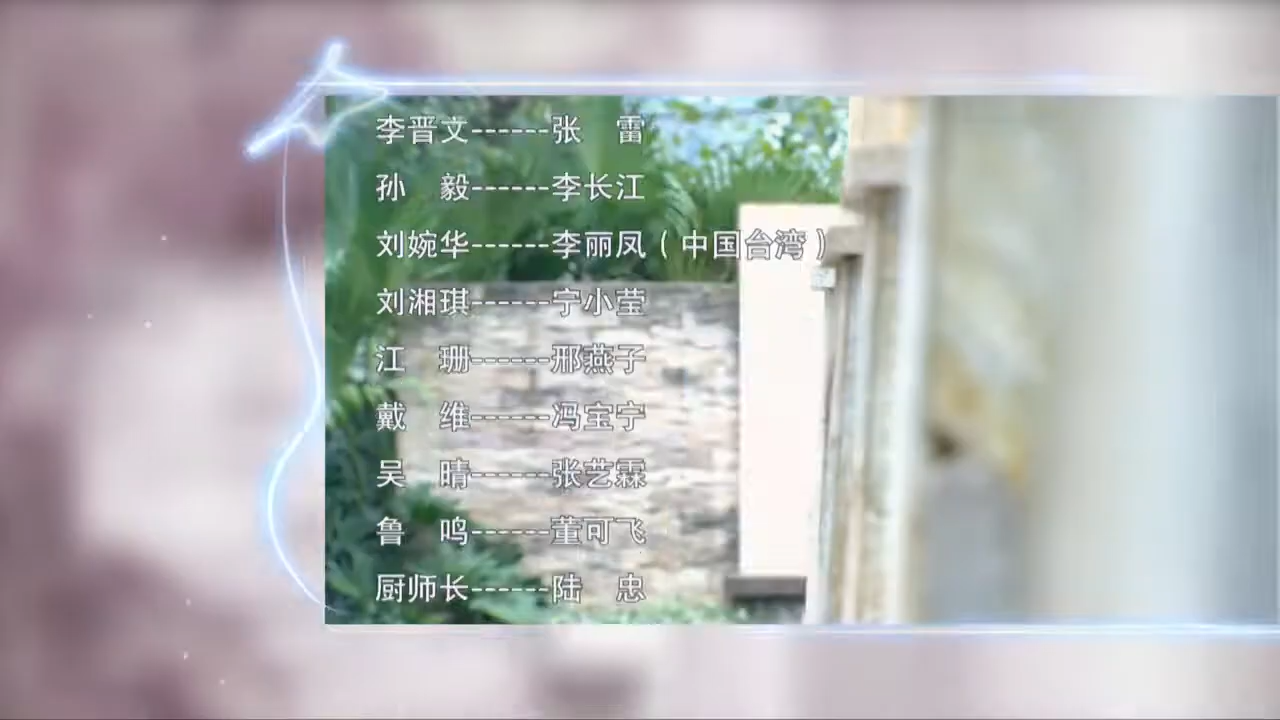 李晋文------张　雷
孙　毅------李长江
刘婉华------李丽凤（中国台湾）
刘湘琪------宁小莹
江　珊------邢燕子
戴　维------冯宝宁
吴　晴------张艺霖
鲁　鸣------董可飞
厨师长------陆　忠